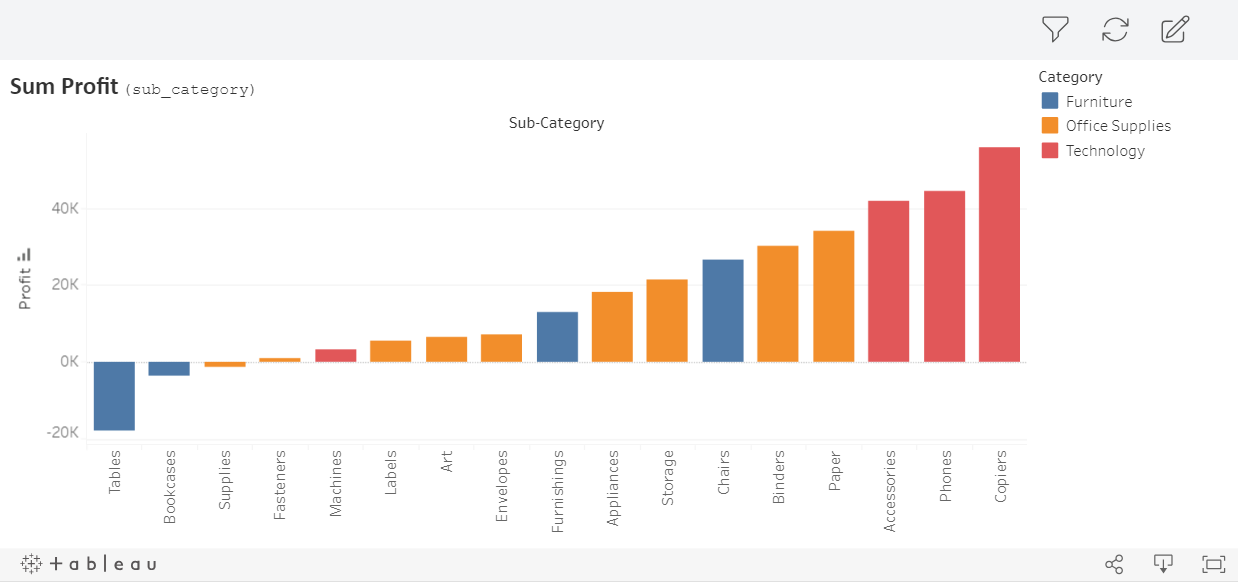 Sum Profit (sub_category)
Category
Furniture
Office Supplies
Technology
Sub-Category
Profit
40K
20K
0K
-20K
Tables
Bookcases
Supplies
Fasteners
Machines
Labels
Art
Envelopes
Furnishings
Appliances
Storage
Chairs
Binders
Paper
Accessories
Phones
Copiers
+ a b | e a u